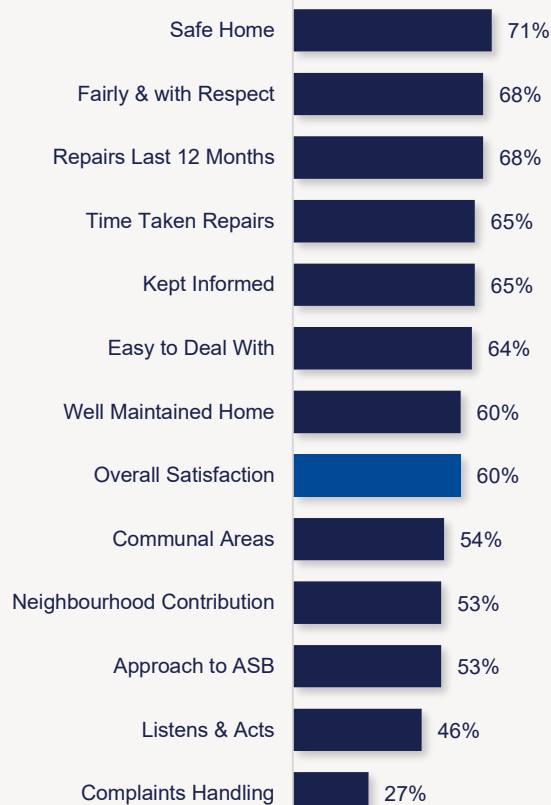 Safe Home 71%
Fairly & with Respect 68%
Repairs Last 12 Months 68%
Time Taken Repairs 65%
Kept Informed 65%
Easy to Deal With 64%
Well Maintained Home 60%
Overall Satisfaction 60%
Communal Areas 54%
Neighbourhood Contribution 53%
Approach to ASB 53%
Listens & Acts 46%
Complaints Handling 27%